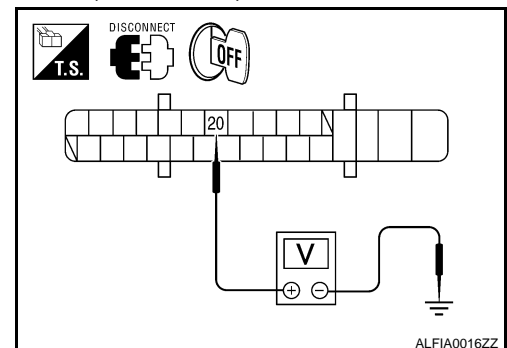 DISCONNECT
T.S.
OFF
20
V
+ −
ALFIA0016ZZ